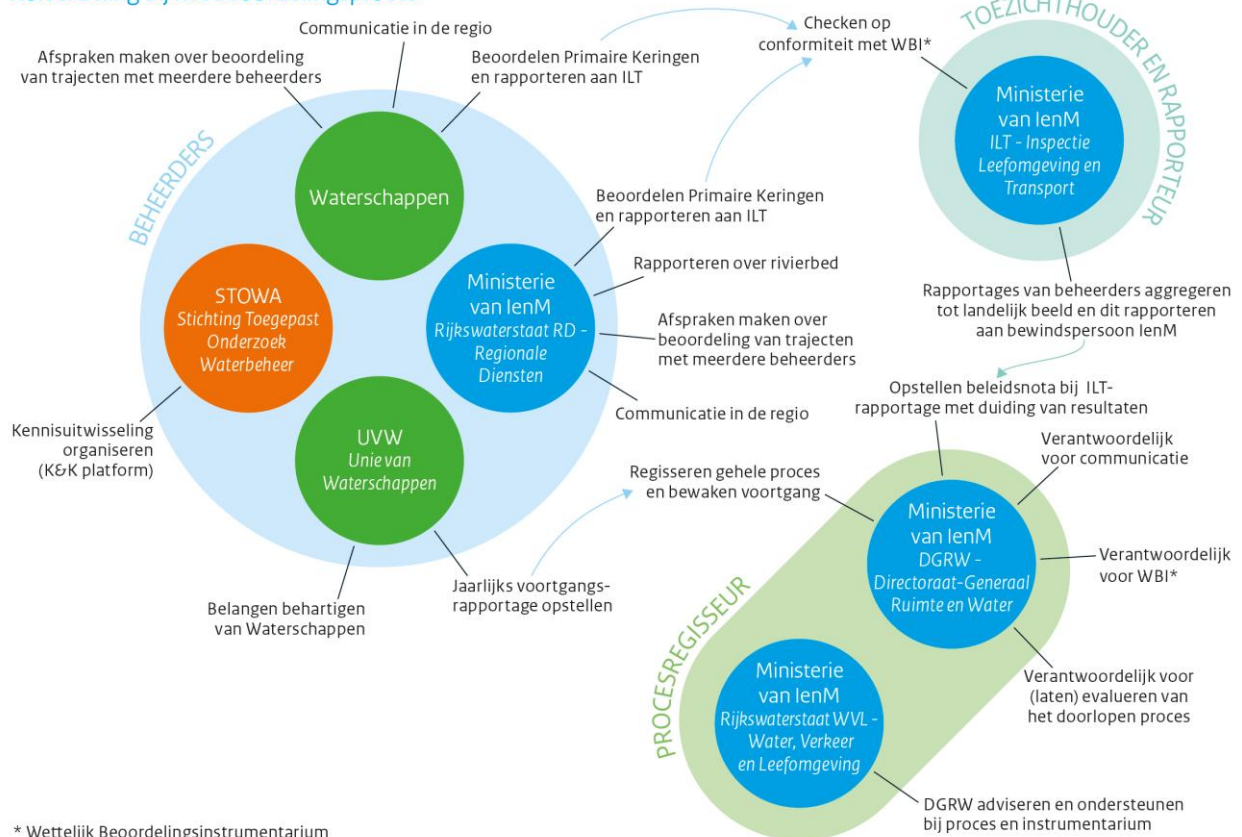 Communicatie in de regio
Afspraken maken over beoordeling
van trajecten met meerdere beheerders
Beoordelen Primaire Keringen
en rapporteren aan ILT
Checken op
conformiteit met WBI*
TOEZICHTHOUDER EN RAPPORTEUR
Ministerie
van IenM
ILT - Inspectie
Leefomgeving en
Transport
BEHEERDERS
Waterschappen
Beoordelen Primaire Keringen
en rapporteren aan ILT
Rapporteren over rivierbed
STOWA
Stichting Toegepast
Onderzoek
Waterbeheer
Ministerie
van IenM
Rijkswaterstaat RD -
Regionale
Diensten
Afspraken maken over
beoordeling van trajecten
met meerdere beheerders
Rapportages van beheerders aggregeren
tot landelijk beeld en dit rapporteren
aan bewindspersoon IenM
Communicatie in de regio
Opstellen beleidsnota bij ILT-
rapportage met duiding van resultaten
Kennisuitwisseling
organiseren
(K&K platform)
UVW
Unie van
Waterschappen
Regisseren gehele proces
en bewaken voortgang
Verantwoordelijk
voor communicatie
Ministerie
van IenM
DGRW -
Directoraat-Generaal
Ruimte en Water
Verantwoordelijk
voor WBI*
Belangen behartigen
van Waterschappen
Jaarlijks voortgangs-
rapportage opstellen
PROCESREGISSEUR
Ministerie
van IenM
Rijkswaterstaat WVL -
Water, Verkeer
en Leefomgeving
Verantwoordelijk voor
(laten) evalueren van
het doorlopen proces
DGRW adviseren en ondersteunen
bij proces en instrumentarium
* Wettelijk Beoordelingsinstrumentarium